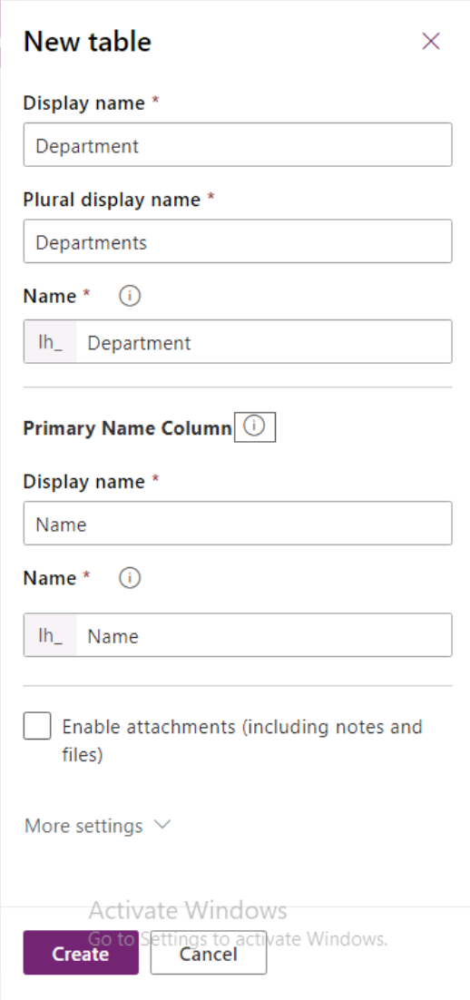 New table
Display name *
Department
Plural display name *
Departments
Name *
lh_ Department
Primary Name Column
Display name *
Name
Name *
lh_ Name
Enable attachments (including notes and
files)
More settings
Activate Windows
Go to Settings to activate Windows.
Create Cancel